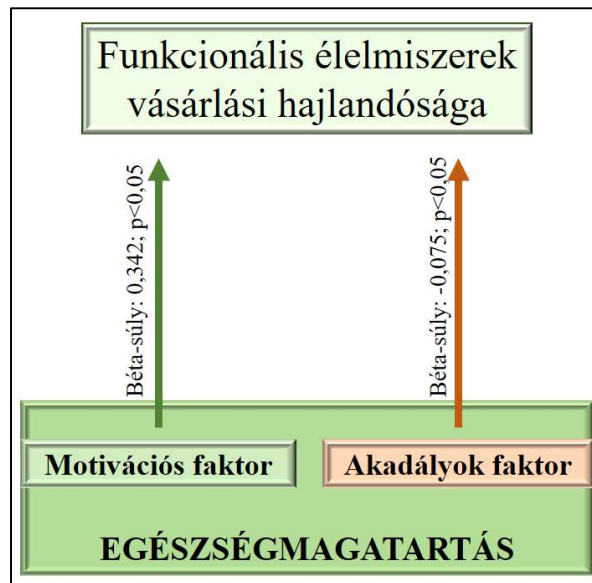 Funkcionális élelmiszerek
vásárlási hajlandósága
Béta-súly: 0,342; p<0,05
Béta-súly: -0,075; p<0,05
Motivációs faktor
Akadályok faktor
EGÉSZSÉGMAGATARTÁS